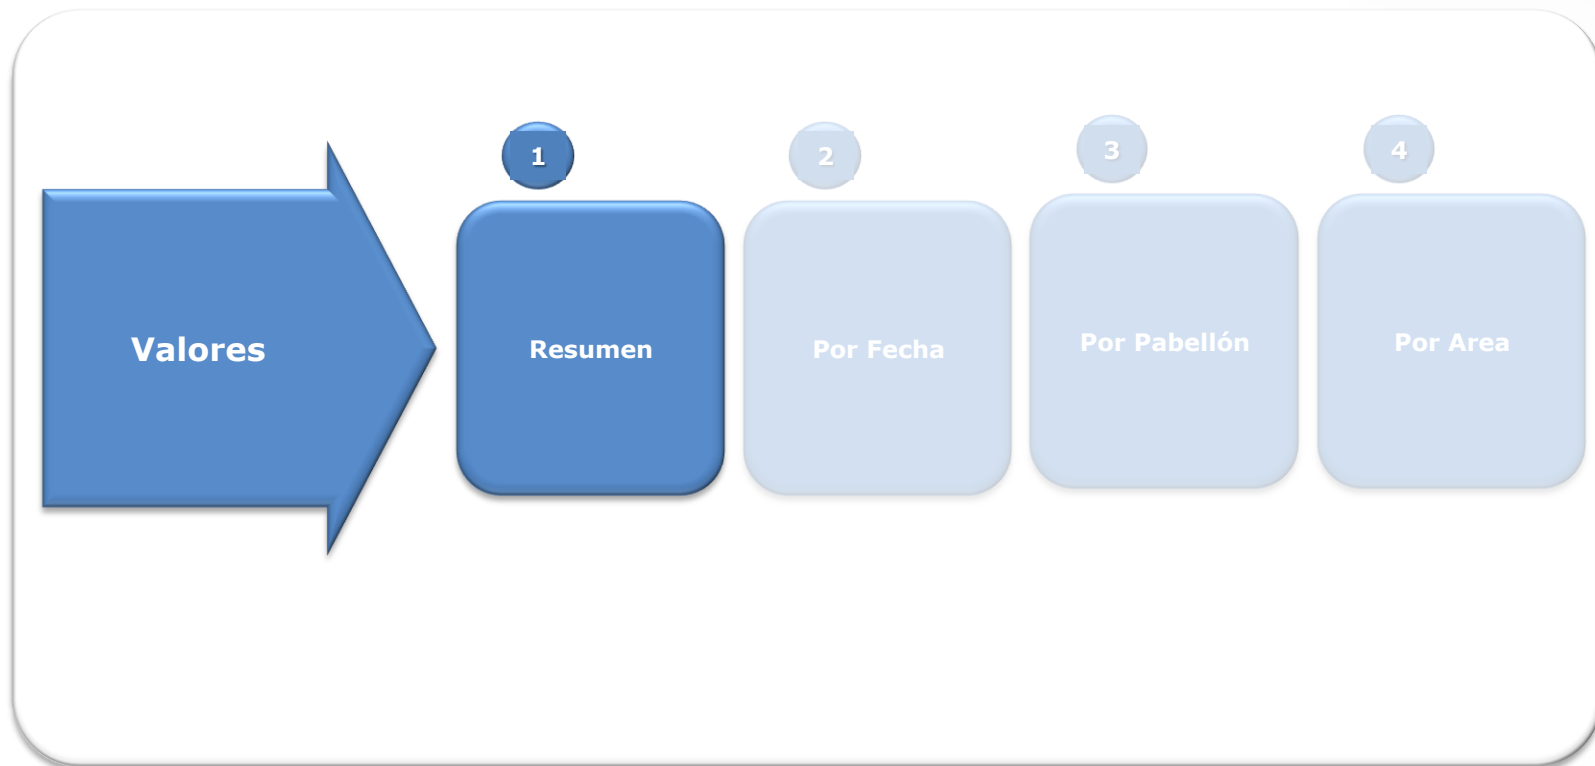 1
2
3
4
Valores
Resumen
Por Fecha
Por Pabellón
Por Area